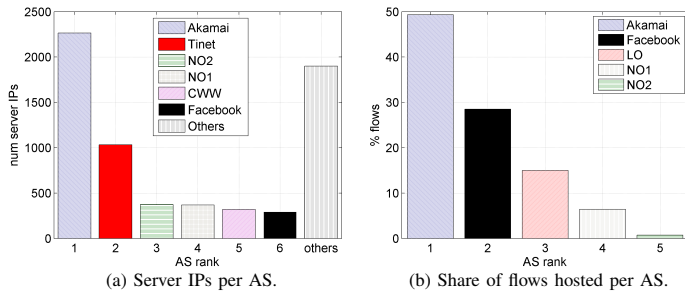 2500
2000
1500
1000
500
0
num server IPs
Akamai
Tinet
NO2
NO1
CWW
Facebook
Others
1 2 3 4 5 6 others
AS rank
(a) Server IPs per AS.
50
40
30
20
10
0
% flows
Akamai
Facebook
LO
NO1
NO2
1 2 3 4 5
AS rank
(b) Share of flows hosted per AS.